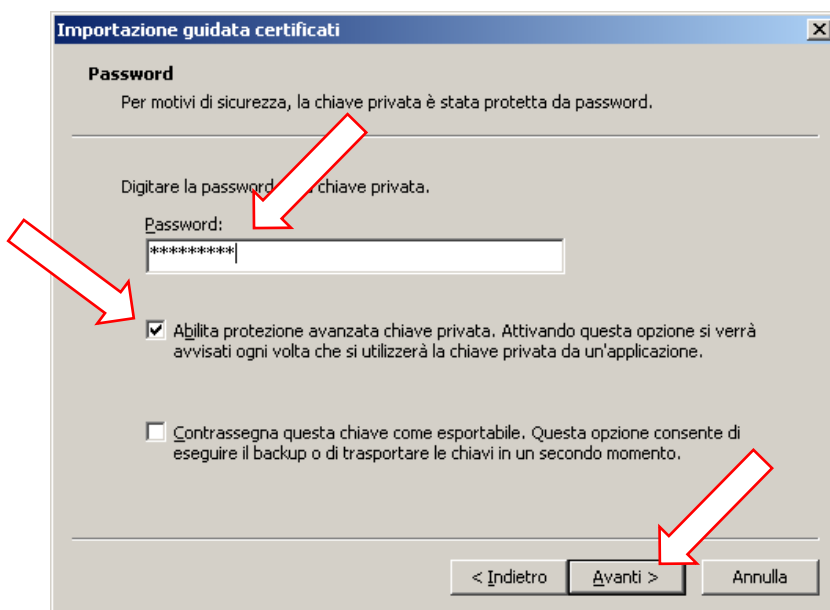 Importazione guidata certificati
Password
Per motivi di sicurezza, la chiave privata è stata protetta da password.
Digitare la password chiave privata.
Password:
*********
Abilita protezione avanzata chiave privata. Attivando questa opzione si verrà
avvisati ogni volta che si utilizzerà la chiave privata da un'applicazione.
Contrassegna questa chiave come esportabile. Questa opzione consente di
eseguire il backup o di trasportare le chiavi in un secondo momento.
< Indietro
Avanti >
Annulla